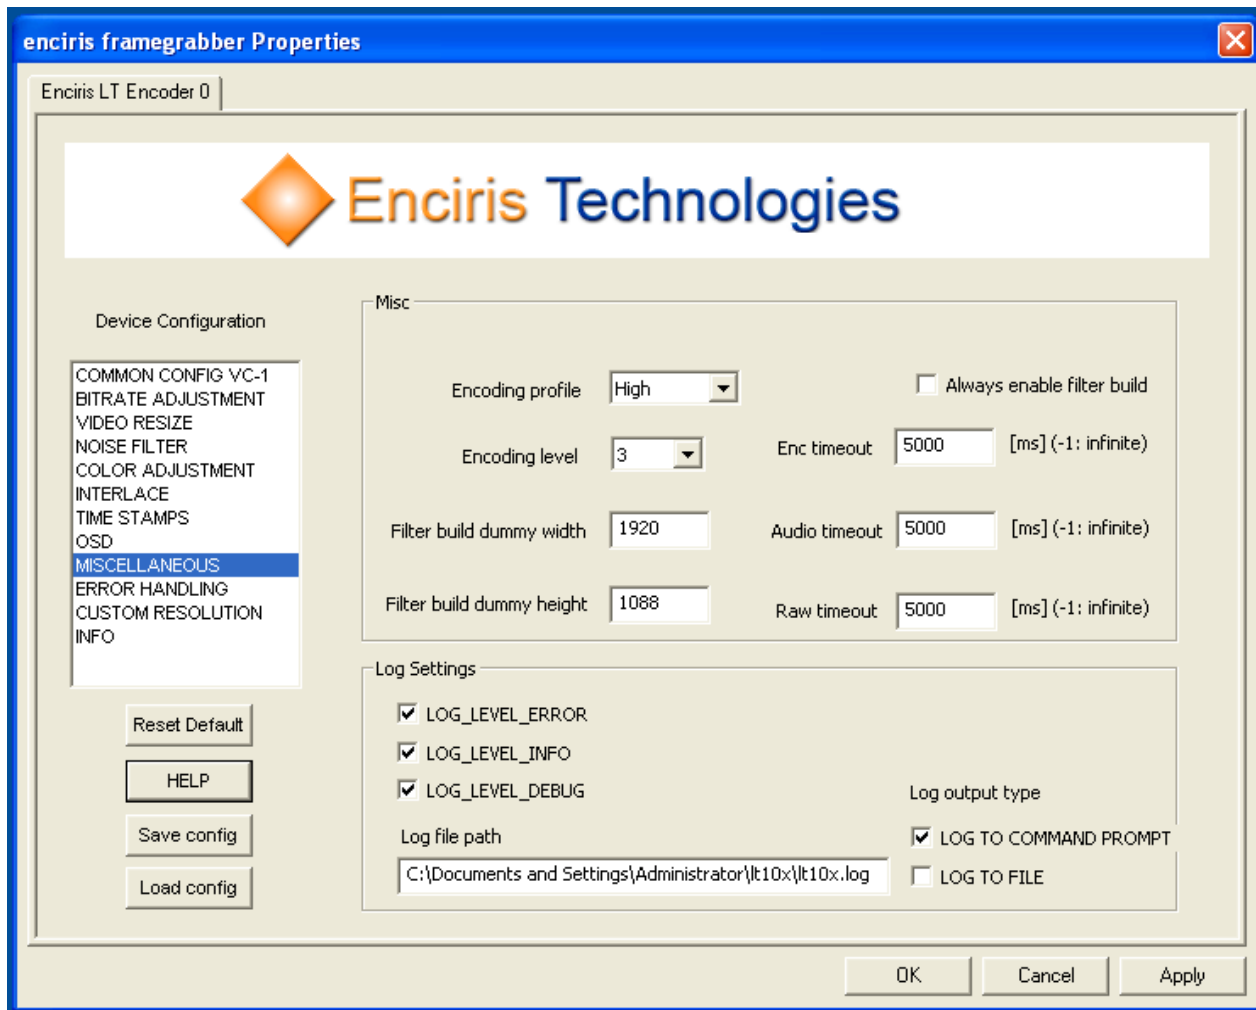 enciris framegrabber Properties
Enciris LT Encoder 0
Enciris Technologies
Device Configuration
COMMON CONFIG VC-1
BITRATE ADJUSTMENT
VIDEO RESIZE
NOISE FILTER
COLOR ADJUSTMENT
INTERLACE
TIME STAMPS
OSD
MISCELLANEOUS
ERROR HANDLING
CUSTOM RESOLUTION
INFO
Reset Default
HELP
Save config
Load config
Misc
Encoding profile High
Always enable filter build
Encoding level 3
Enc timeout 5000 [ms] (-1: infinite)
Filter build dummy width 1920
Audio timeout 5000 [ms] (-1: infinite)
Filter build dummy height 1088
Raw timeout 5000 [ms] (-1: infinite)
Log Settings
LOG_LEVEL_ERROR
LOG_LEVEL_INFO
LOG_LEVEL_DEBUG
Log file path
C:\Documents and Settings\Administrator\lt10x\lt10x.log
Log output type
LOG TO COMMAND PROMPT
LOG TO FILE
OK Cancel Apply